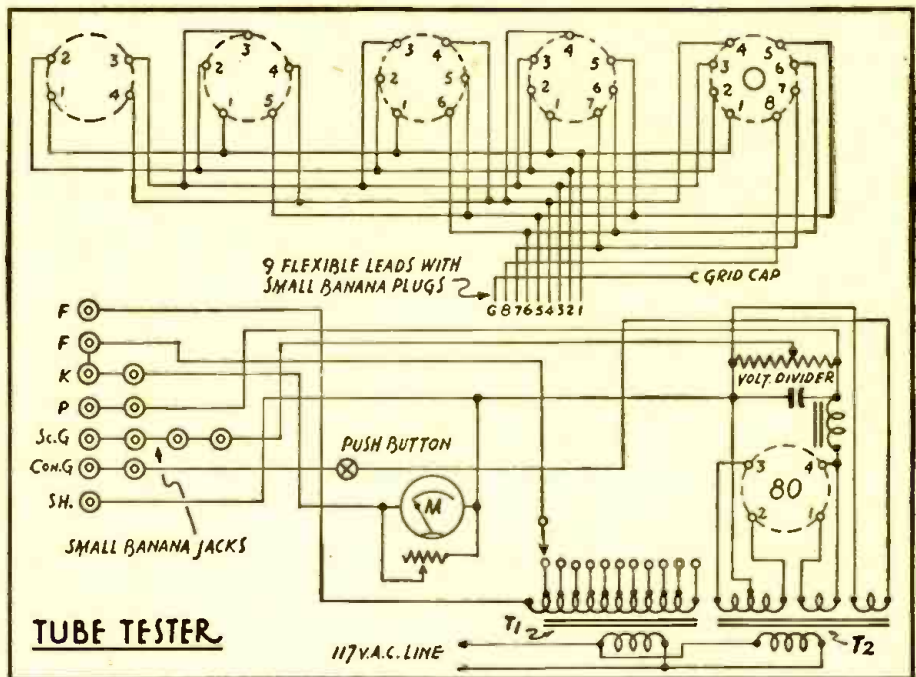 2 3
1 4
3
2 4
1 5
3 4
2 5
1 6
4
3 5
2 6
1 7
4 5
3 6
2 7
1 8
9 FLEXIBLE LEADS WITH
SMALL BANANA PLUGS
C GRID CAP
G 8 7 6 5 4 3 2 1
F
F
K
P
Sc.G
CON.G
SH.
SMALL BANANA JACKS
PUSH BUTTON
M
VOLT. DIVIDER
3 4
80
2 1
TUBE TESTER
T1
T2
117 V.A.C. LINE